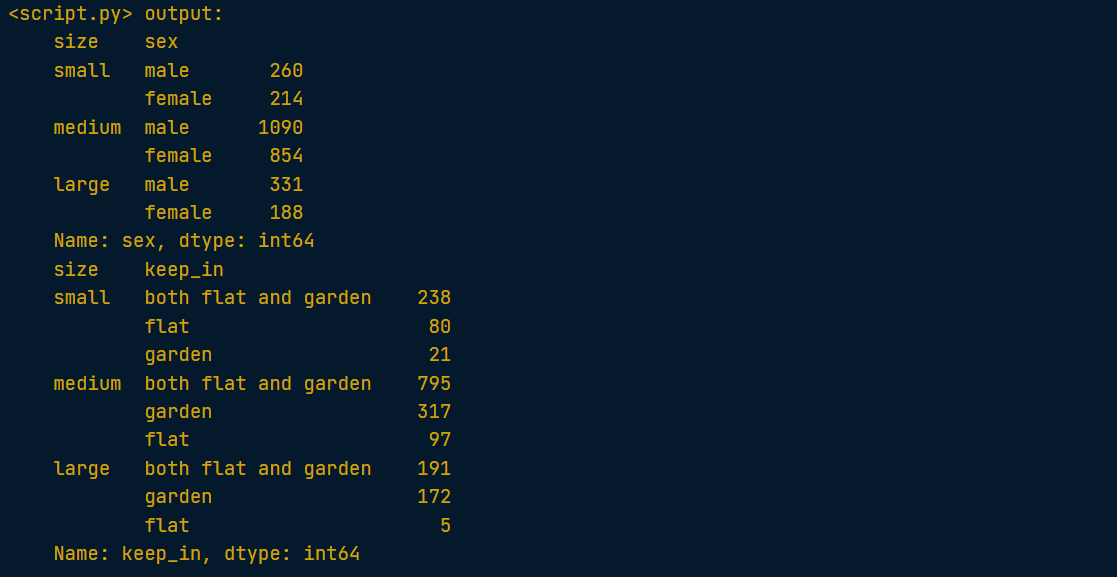 <script.py> output:
    size    sex
    small   male       260
            female     214
    medium  male      1090
            female     854
    large   male       331
            female     188
    Name: sex, dtype: int64
    size    keep_in
    small   both flat and garden    238
            flat                     80
            garden                   21
    medium  both flat and garden    795
            garden                  317
            flat                     97
    large   both flat and garden    191
            garden                  172
            flat                      5
    Name: keep_in, dtype: int64